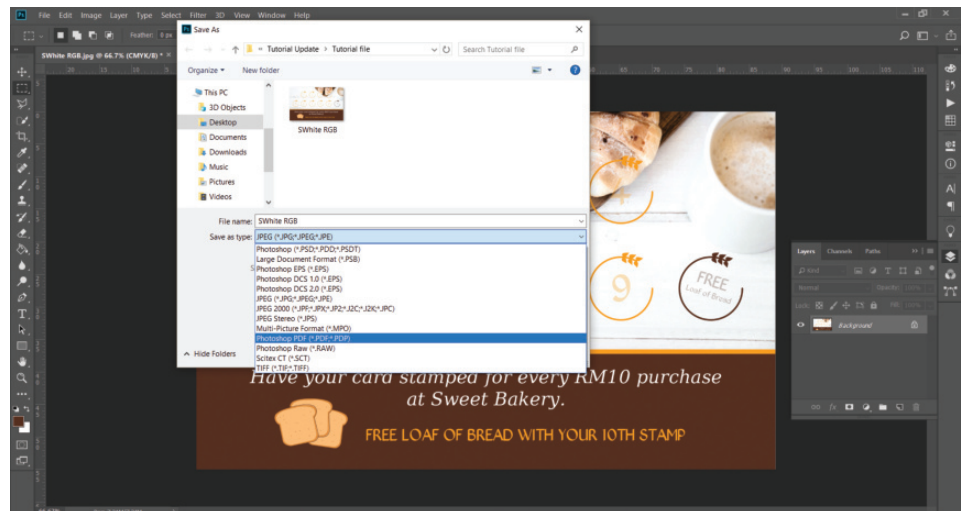 File Edit Image Layer Type Select Filter 3D View Window Help
Feather: 0 px
SWhite RGB.jpg @ 66.7% (CMYK/8) * ×
Save As
« Tutorial Update › Tutorial file
Search Tutorial file
Organize
New folder
This PC
3D Objects
Desktop
Documents
Downloads
Music
Pictures
Videos
SWhite RGB
File name: SWhite RGB
Save as type: JPEG (*.JPG;*.JPEG;*.JPE)
Photoshop (*.PSD;*.PDD;*.PSDT)
Large Document Format (*.PSB)
Photoshop EPS (*.EPS)
Photoshop DCS 1.0 (*.EPS)
Photoshop DCS 2.0 (*.EPS)
JPEG (*.JPG;*.JPEG;*.JPE)
JPEG 2000 (*.JPF;*.JPX;*.JP2;*.J2C;*.J2K;*.JPC)
JPEG Stereo (*.JPS)
Multi-Picture Format (*.MPO)
Photoshop PDF (*.PDF;*.PDP)
Photoshop Raw (*.RAW)
Scitex CT (*.SCT)
TIFF (*.TIF;*.TIFF)
Hide Folders
9
FREE
Loaf of Bread
Have your card stamped for every RM10 purchase
at Sweet Bakery.
FREE LOAF OF BREAD WITH YOUR 10TH STAMP
Layers Channels Paths
Kind
Normal
Opacity:
Lock:
Fill:
Background